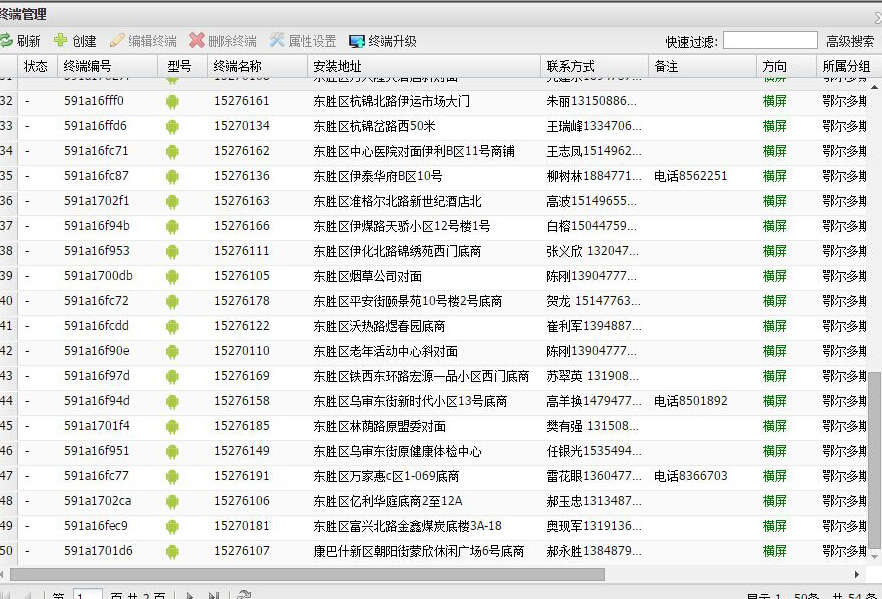 终端管理
刷新 创建 编辑终端 删除终端 属性设置 终端升级 快速过滤: 高级搜索
状态 终端编号 型号 终端名称 安装地址 联系方式 备注 方向 所属分组
32 - 591a16fff0 15276161 东胜区杭锦北路伊运市场大门 朱丽13150886... 横屏 鄂尔多斯
33 - 591a16ffd6 15270134 东胜区杭锦岔路西50米 王瑞峰1334706... 横屏 鄂尔多斯
34 - 591a16fc71 15276162 东胜区中心医院对面伊利B区11号商铺 王志凤1514962... 横屏 鄂尔多斯
35 - 591a16fc87 15276136 东胜区伊泰华府B区10号 柳树林1884771... 电话8562251 横屏 鄂尔多斯
36 - 591a1702f1 15276163 东胜区准格尔北路新世纪酒店北 高波15149655... 横屏 鄂尔多斯
37 - 591a16f94b 15276166 东胜区伊煤路天骄小区12号楼1号 白榕15044759... 横屏 鄂尔多斯
38 - 591a16f953 15276111 东胜区伊化北路锦绣苑西门底商 张义欣 132047... 横屏 鄂尔多斯
39 - 591a1700db 15276105 东胜区烟草公司对面 陈刚13904777... 横屏 鄂尔多斯
40 - 591a16fc72 15276178 东胜区平安街颐景苑10号楼2号底商 贺龙 15147763... 横屏 鄂尔多斯
41 - 591a16fcdd 15276122 东胜区沃热路煜春园底商 崔利军1394887... 横屏 鄂尔多斯
42 - 591a16f90e 15270110 东胜区老年活动中心斜对面 陈刚13904777... 横屏 鄂尔多斯
43 - 591a16f97d 15276169 东胜区铁西东环路宏源一品小区西门底商 苏翠英 131908... 横屏 鄂尔多斯
44 - 591a16f94d 15276158 东胜区乌审东街新时代小区13号底商 高羊换1479477... 电话8501892 横屏 鄂尔多斯
45 - 591a1701f4 15276185 东胜区林荫路原盟委对面 樊有强 131508... 横屏 鄂尔多斯
46 - 591a16f951 15276149 东胜区乌审东街原健康体检中心 任银光1535494... 横屏 鄂尔多斯
47 - 591a16fc77 15276191 东胜区万家惠c区1-069底商 雷花眼1360477... 电话8366703 横屏 鄂尔多斯
48 - 591a1702ca 15276106 东胜区亿利华庭底商2至12A 郝玉忠1313487... 横屏 鄂尔多斯
49 - 591a16fec9 15270181 东胜区富兴北路金鑫煤炭底楼3A-18 奥现军1319136... 横屏 鄂尔多斯
50 - 591a1701d6 15276107 康巴什新区朝阳街蒙欣休闲广场6号底商 郝永胜1384879... 横屏 鄂尔多斯
第 1 页 共 2 页 显示 1 - 50条, 共 54 条